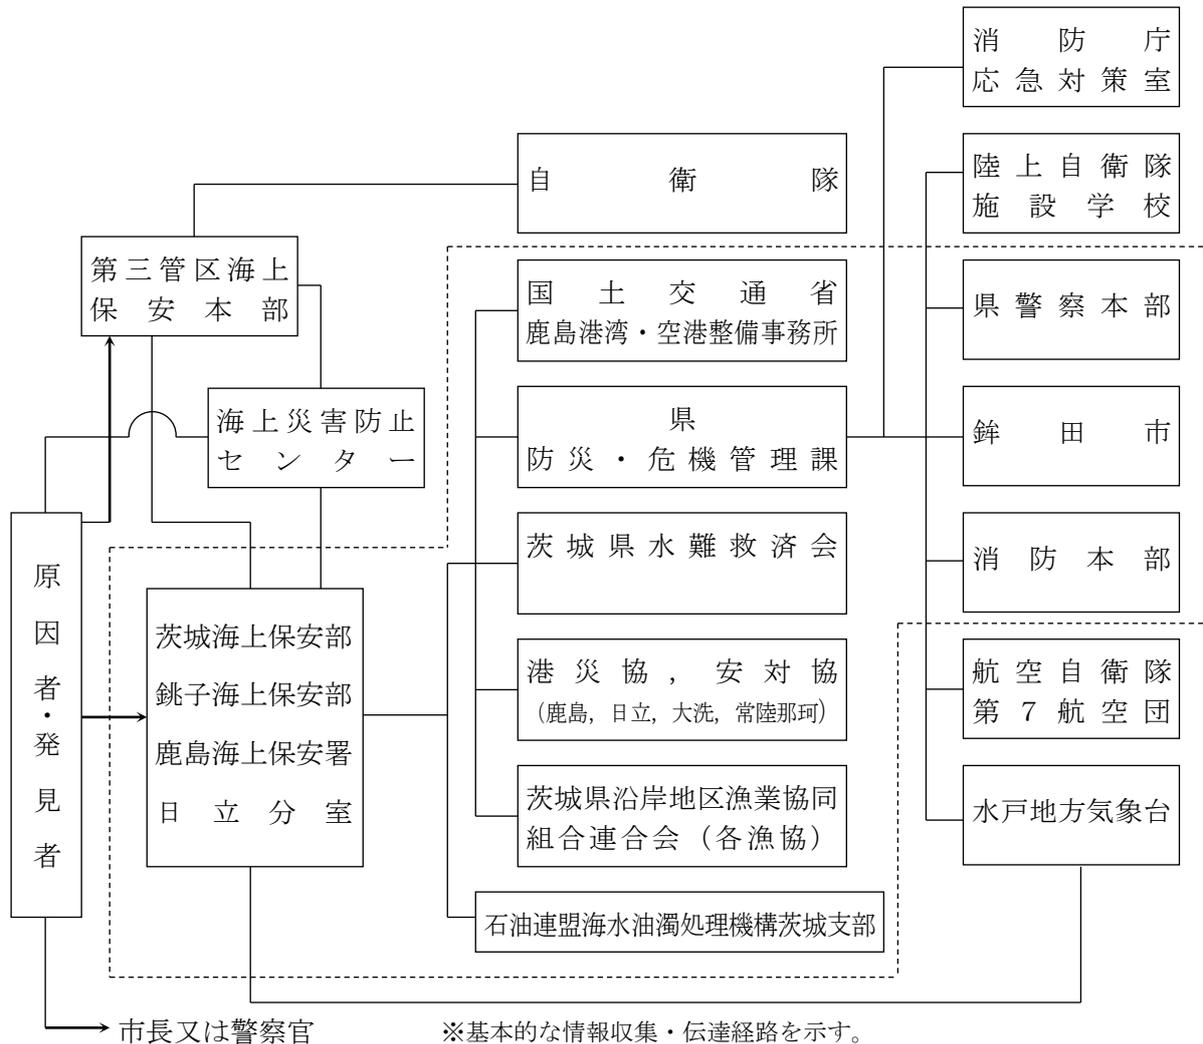 消防庁
応急対策室
陸上自衛隊
施設学校
自衛隊
第三管区海上
保安本部
国土交通省
鹿島港湾・空港整備事務所
県警察本部
海上災害防止
センター
県
防災・危機管理課
鉾田市
茨城県水難救済会
消防本部
原因者・発見者
茨城海上保安部
銚子海上保安部
鹿島海上保安署
日立分室
港災協，安対協
（鹿島，日立，大洗，常陸那珂）
航空自衛隊
第７航空団
茨城県沿岸地区漁業協同
組合連合会（各漁協）
水戸地方気象台
石油連盟海水油濁処理機構茨城支部
市長又は警察官
※基本的な情報収集・伝達経路を示す。